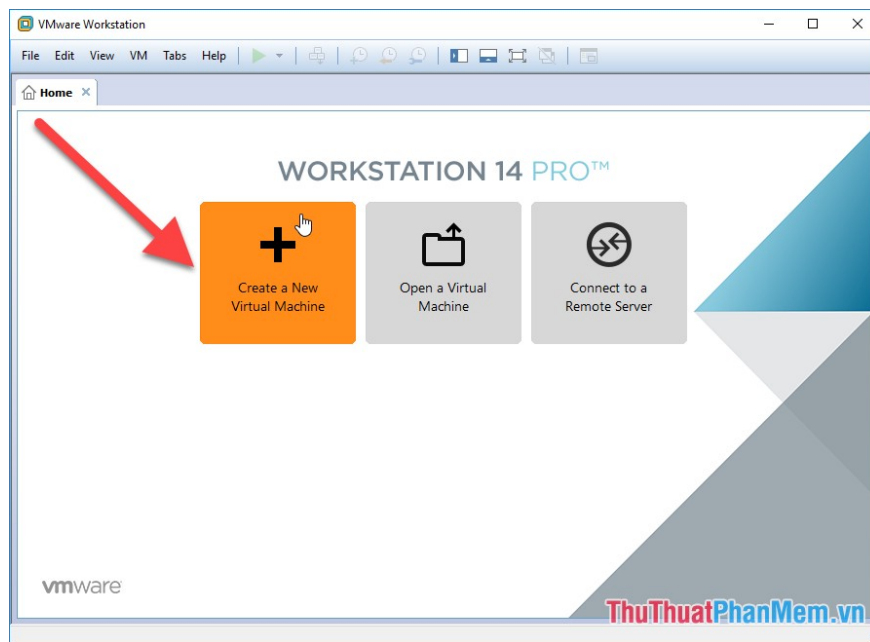 VMware Workstation
File Edit View VM Tabs Help
Home
WORKSTATION 14 PRO™
Create a New
Virtual Machine
Open a Virtual
Machine
Connect to a
Remote Server
vmware
ThuThuatPhanMem.vn